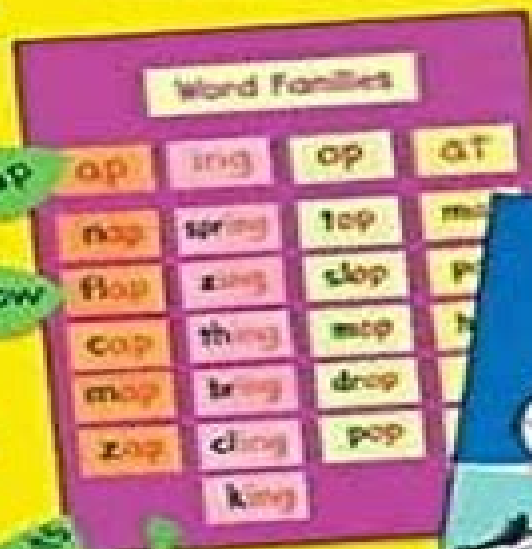 Word Families
ap ing op at
nap spring top
flap zing slop
cap thing mop
map bring drop
zap cling pop
king